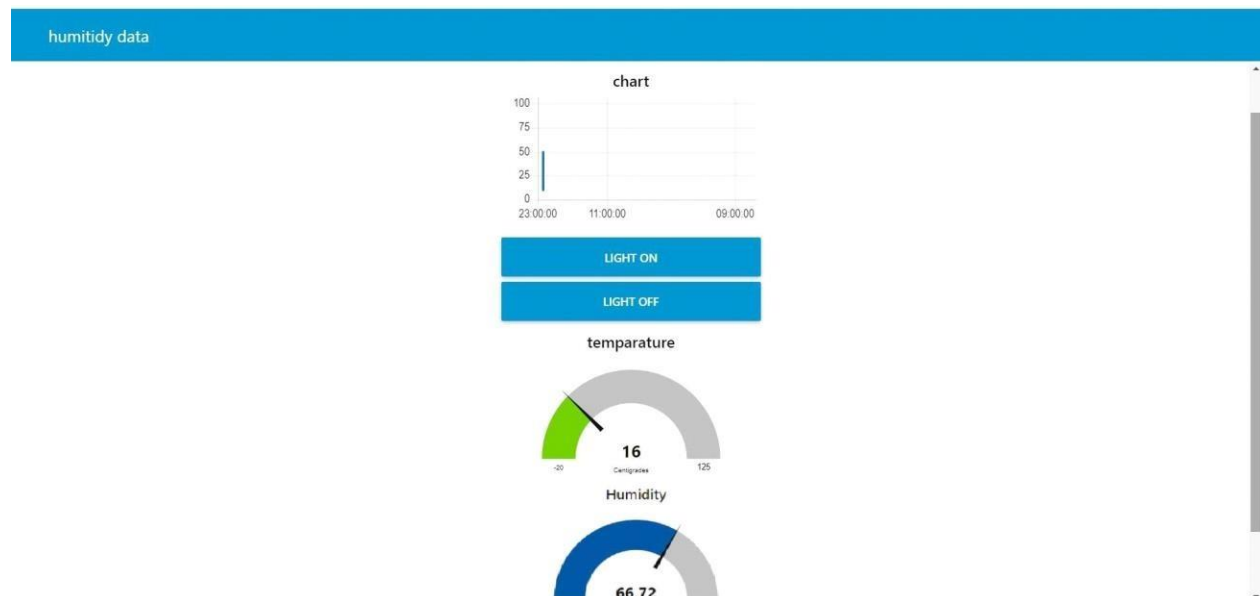 humitidy data
chart
100
75
50
25
0
23:00:00 11:00:00 09:00:00
LIGHT ON
LIGHT OFF
temparature
16
-20 Centigrades 125
Humidity
66.72